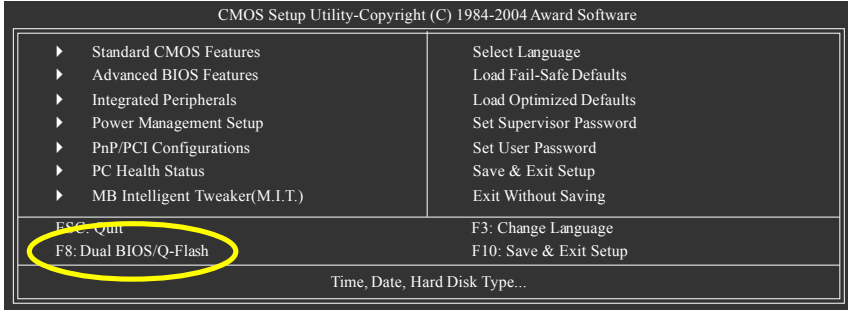 CMOS Setup Utility-Copyright (C) 1984-2004 Award Software
Standard CMOS Features
Advanced BIOS Features
Integrated Peripherals
Power Management Setup
PnP/PCI Configurations
PC Health Status
MB Intelligent Tweaker(M.I.T.)
Select Language
Load Fail-Safe Defaults
Load Optimized Defaults
Set Supervisor Password
Set User Password
Save & Exit Setup
Exit Without Saving
ESC: Quit
F8: Dual BIOS/Q-Flash
F3: Change Language
F10: Save & Exit Setup
Time, Date, Hard Disk Type...